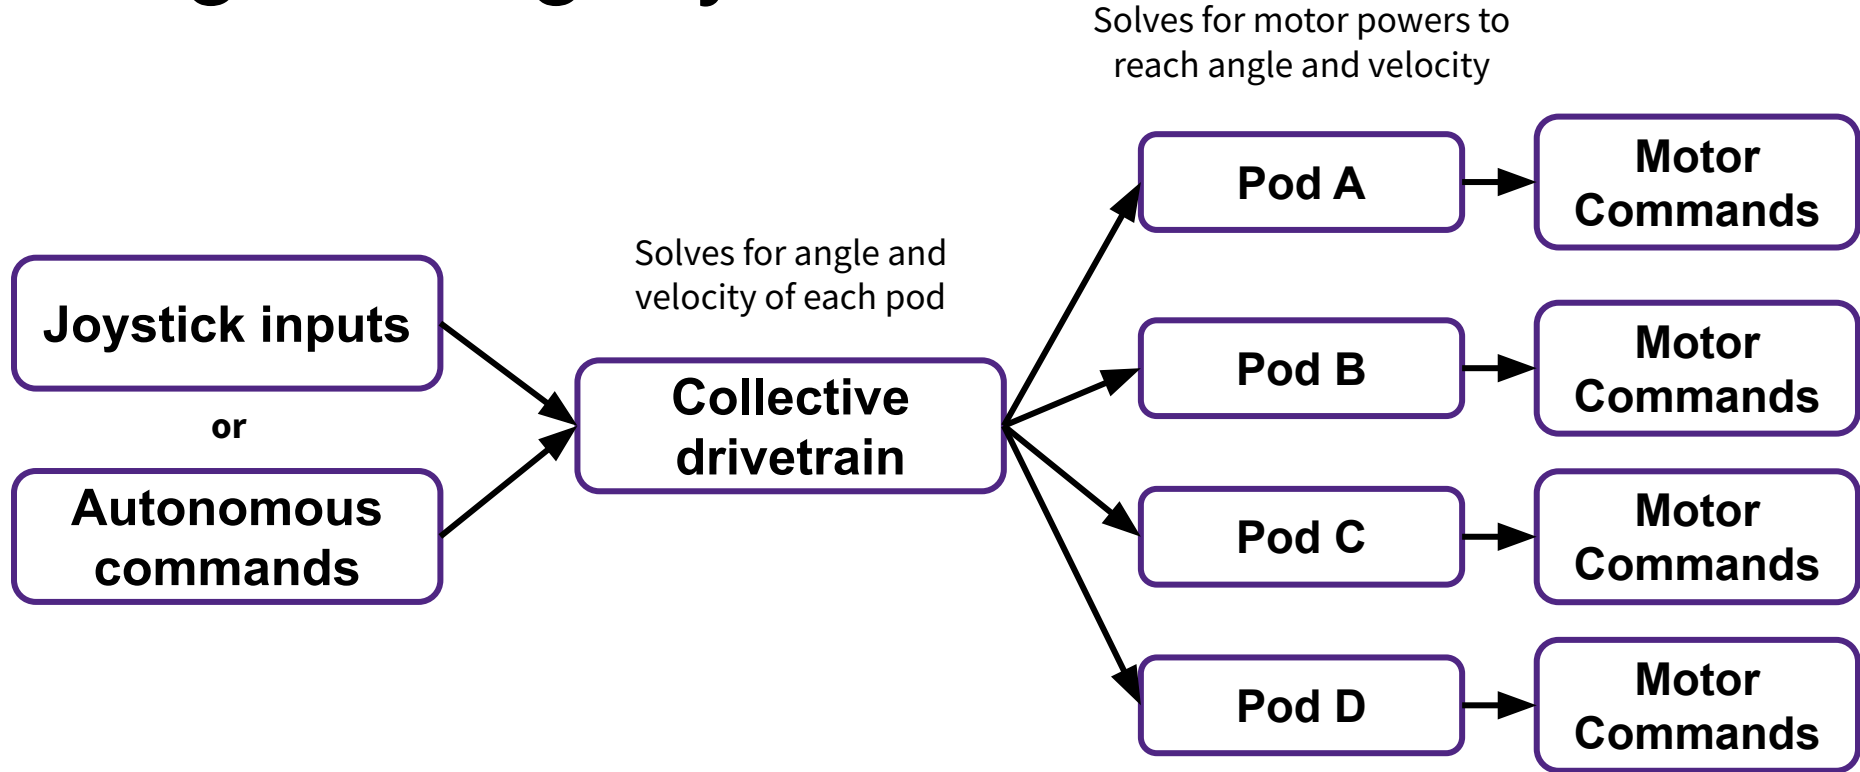 Solves for motor powers to
reach angle and velocity
Joystick inputs
or
Autonomous
commands
Solves for angle and
velocity of each pod
Collective
drivetrain
Pod A
Motor
Commands
Pod B
Motor
Commands
Pod C
Motor
Commands
Pod D
Motor
Commands